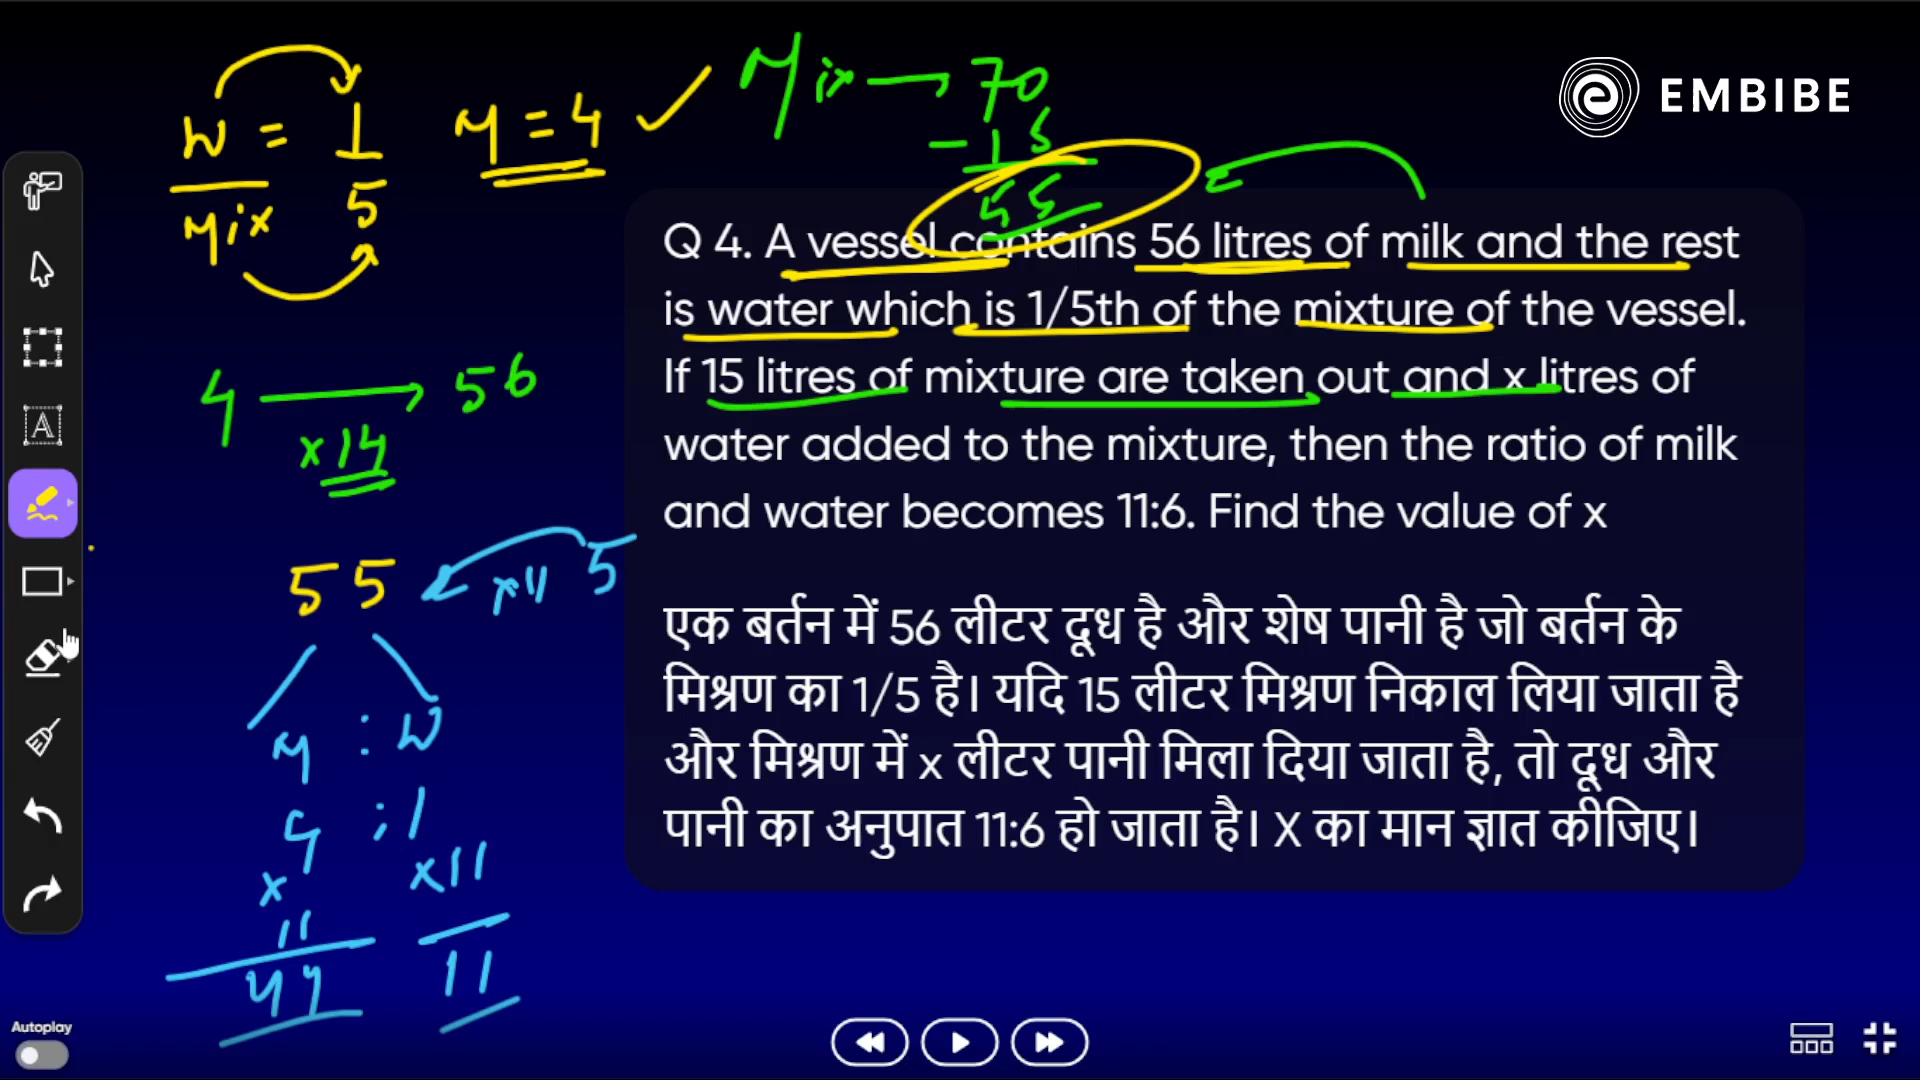 W = 1 M = 4
Mix 5
Mix → 70
- 15
55
EMBIBE
4 → 56
x 14
55 x 11 5
M : W
4 : 1
x 11 x 11
44 11
Q 4. A vessel contains 56 litres of milk and the rest
is water which is 1/5th of the mixture of the vessel.
If 15 litres of mixture are taken out and x litres of
water added to the mixture, then the ratio of milk
and water becomes 11:6. Find the value of x
एक बर्तन में 56 लीटर दूध है और शेष पानी है जो बर्तन के
मिश्रण का 1/5 है। यदि 15 लीटर मिश्रण निकाल लिया जाता है
और मिश्रण में x लीटर पानी मिला दिया जाता है, तो दूध और
पानी का अनुपात 11:6 हो जाता है। X का मान ज्ञात कीजिए।
A
Autoplay